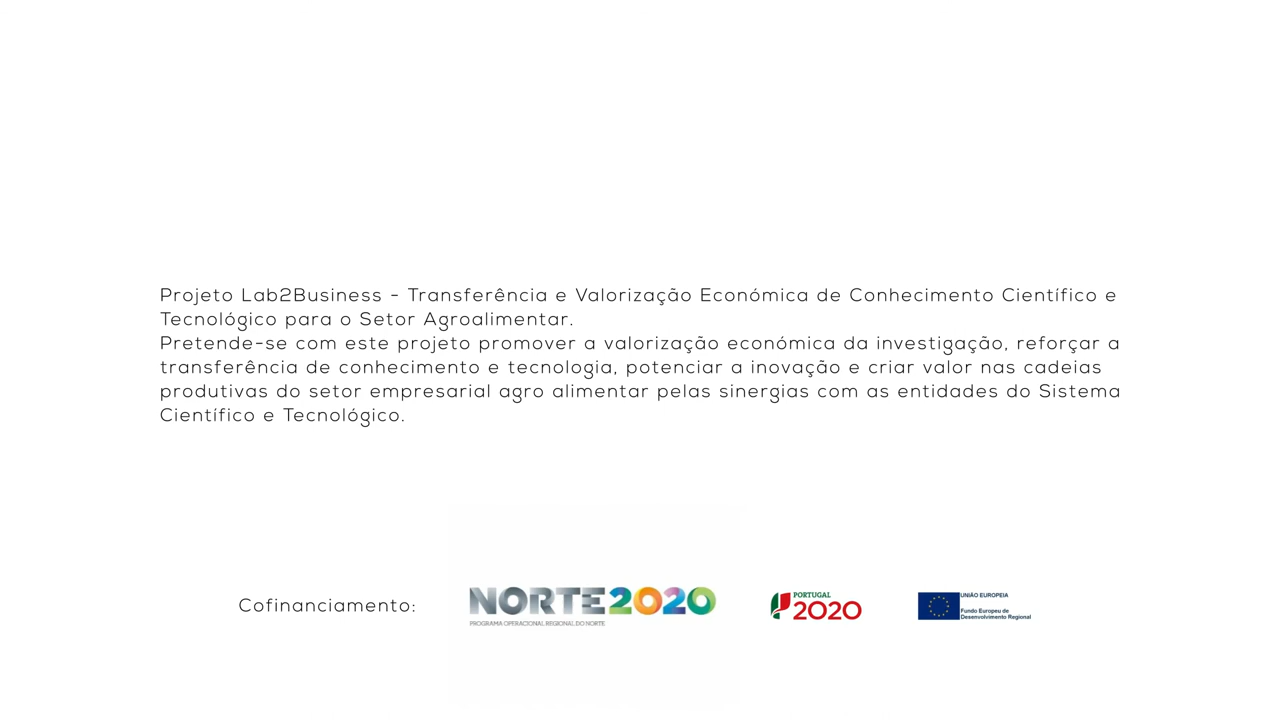 Projeto Lab2Business - Transferência e Valorização Económica de Conhecimento Científico e
Tecnológico para o Setor Agroalimentar.
Pretende-se com este projeto promover a valorização económica da investigação, reforçar a
transferência de conhecimento e tecnologia, potenciar a inovação e criar valor nas cadeias
produtivas do setor empresarial agro alimentar pelas sinergias com as entidades do Sistema
Científico e Tecnológico.
Cofinanciamento:
NORTE2020
PROGRAMA OPERACIONAL REGIONAL DO NORTE
PORTUGAL
2020
UNIÃO EUROPEIA
Fundo Europeu de
Desenvolvimento Regional